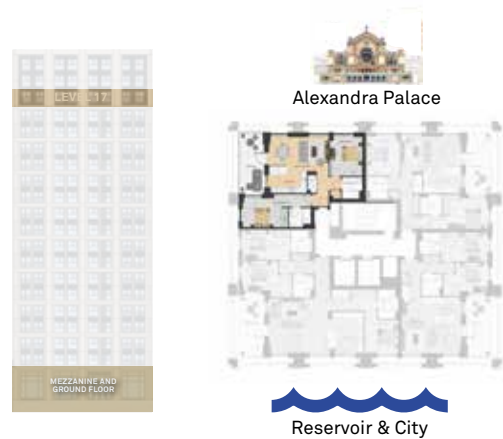 Alexandra Palace
LEVEL 17
MEZZANINE AND
GROUND FLOOR
Reservoir & City